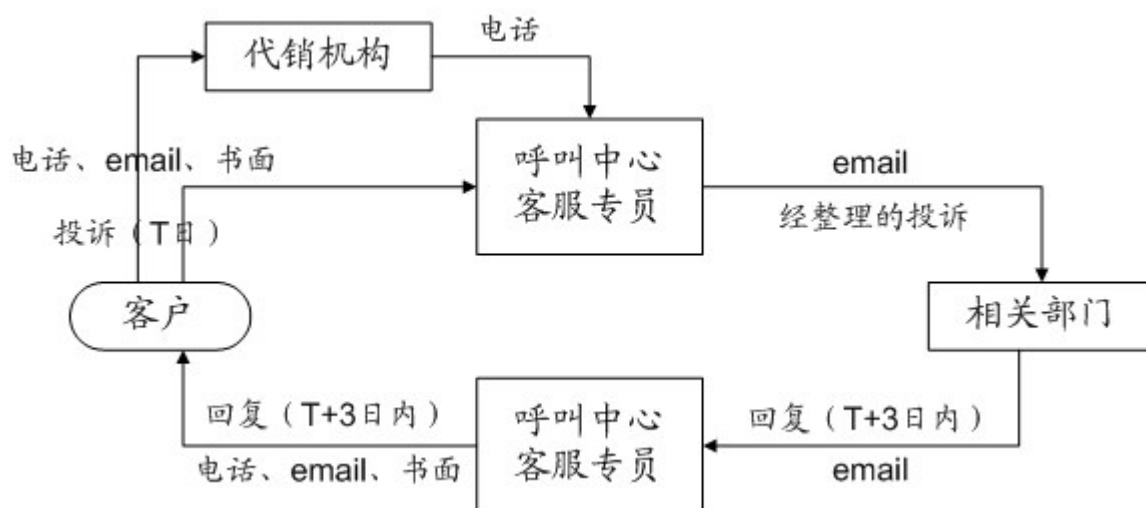 代销机构
电话
电话、email、书面
投诉（T日）
呼叫中心
客服专员
email
经整理的投诉
客户
相关部门
回复（T+3日内）
电话、email、书面
呼叫中心
客服专员
回复（T+3日内）
email